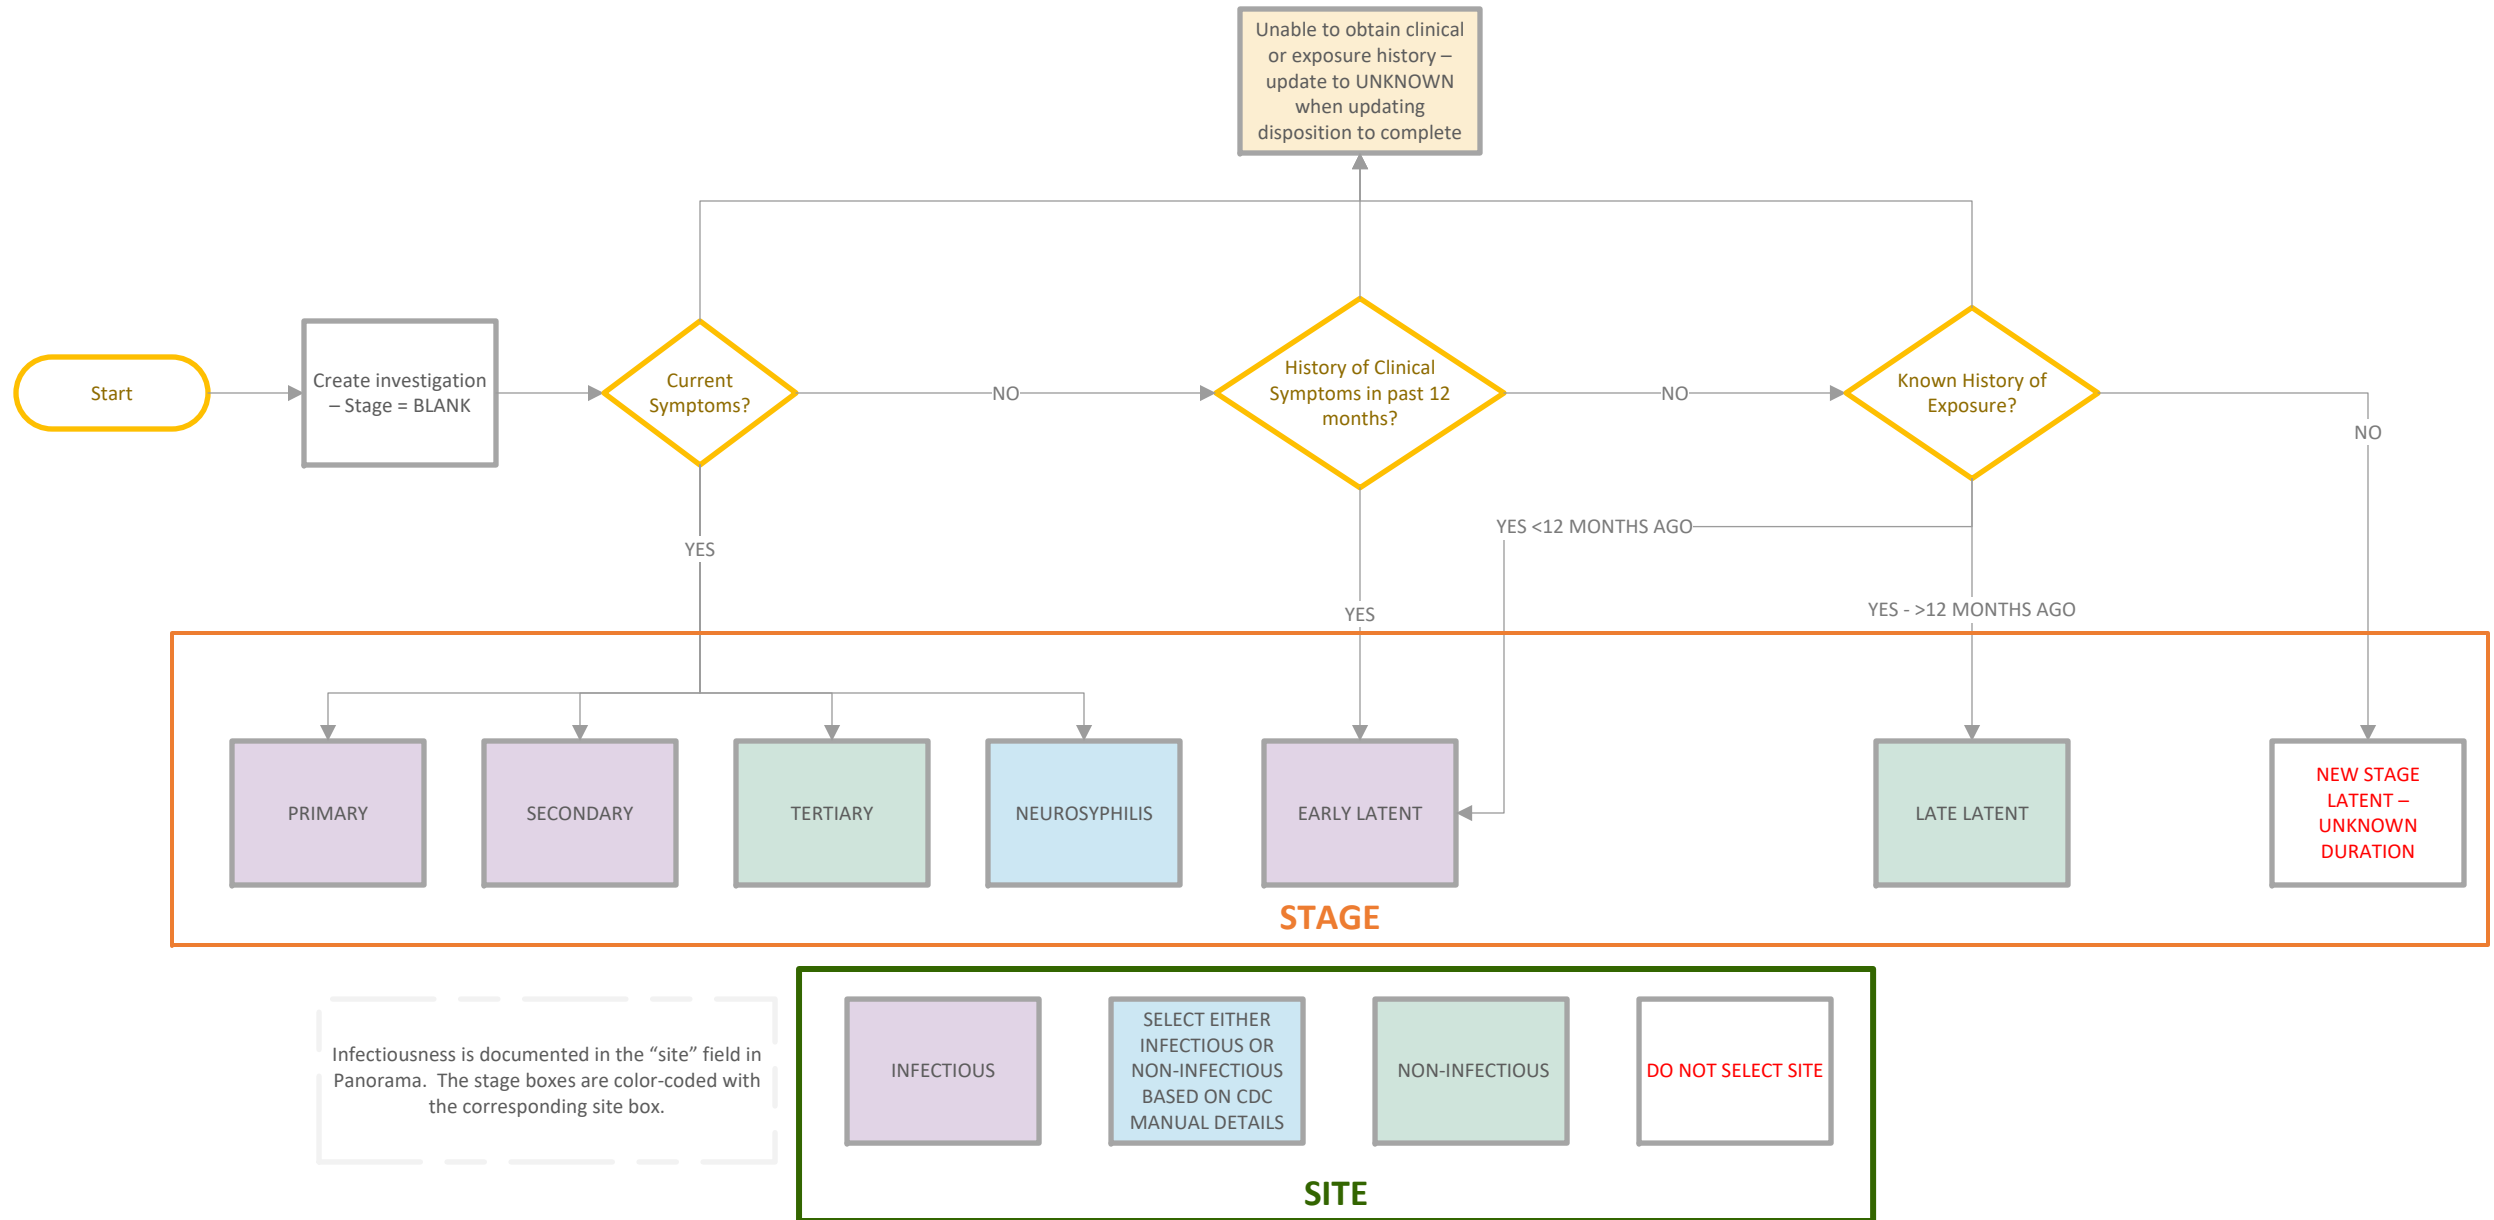 Unable to obtain clinical
or exposure history –
update to UNKNOWN
when updating
disposition to complete
Start
Create investigation
– Stage = BLANK
Current
Symptoms?
NO
History of Clinical
Symptoms in past 12
months?
NO
Known History of
Exposure?
NO
YES
YES <12 MONTHS AGO
YES
YES - >12 MONTHS AGO
PRIMARY
SECONDARY
TERTIARY
NEUROSYPHILIS
EARLY LATENT
LATE LATENT
NEW STAGE
LATENT –
UNKNOWN
DURATION
STAGE
Infectiousness is documented in the “site” field in
Panorama.  The stage boxes are color-coded with
the corresponding site box.
INFECTIOUS
SELECT EITHER
INFECTIOUS OR
NON-INFECTIOUS
BASED ON CDC
MANUAL DETAILS
NON-INFECTIOUS
DO NOT SELECT SITE
SITE